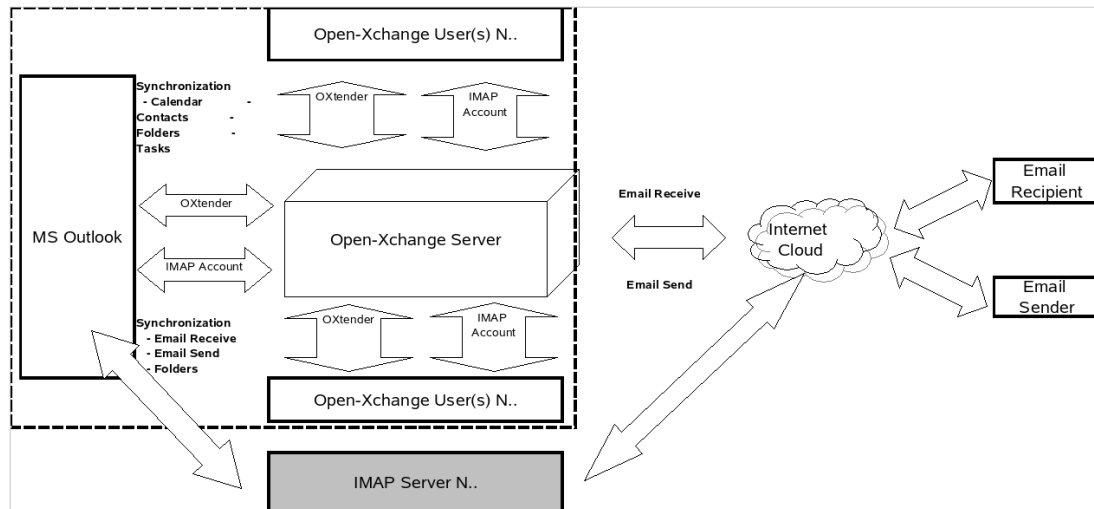 Open-Xchange User(s) N..
Synchronization
- Calendar -
Contacts -
Folders -
Tasks
OXtender
IMAP
Account
OXtender
MS Outlook
Open-Xchange Server
IMAP Account
Email Receive
Email Send
Internet
Cloud
Email
Recipient
Email
Sender
Synchronization
- Email Receive
- Email Send
- Folders
OXtender
IMAP
Account
Open-Xchange User(s) N..
IMAP Server N..